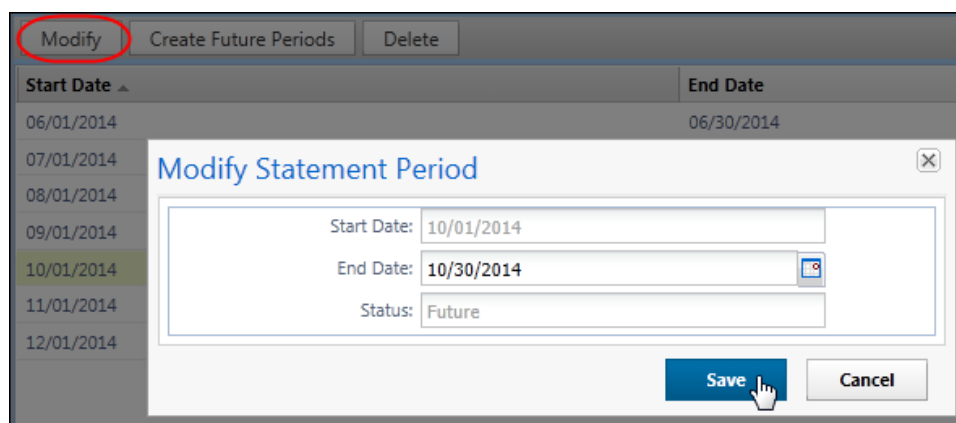 Modify Create Future Periods Delete
Start Date End Date
06/01/2014 06/30/2014
07/01/2014
08/01/2014
09/01/2014
10/01/2014
11/01/2014
12/01/2014
Modify Statement Period
Start Date: 10/01/2014
End Date: 10/30/2014
Status: Future
Save Cancel